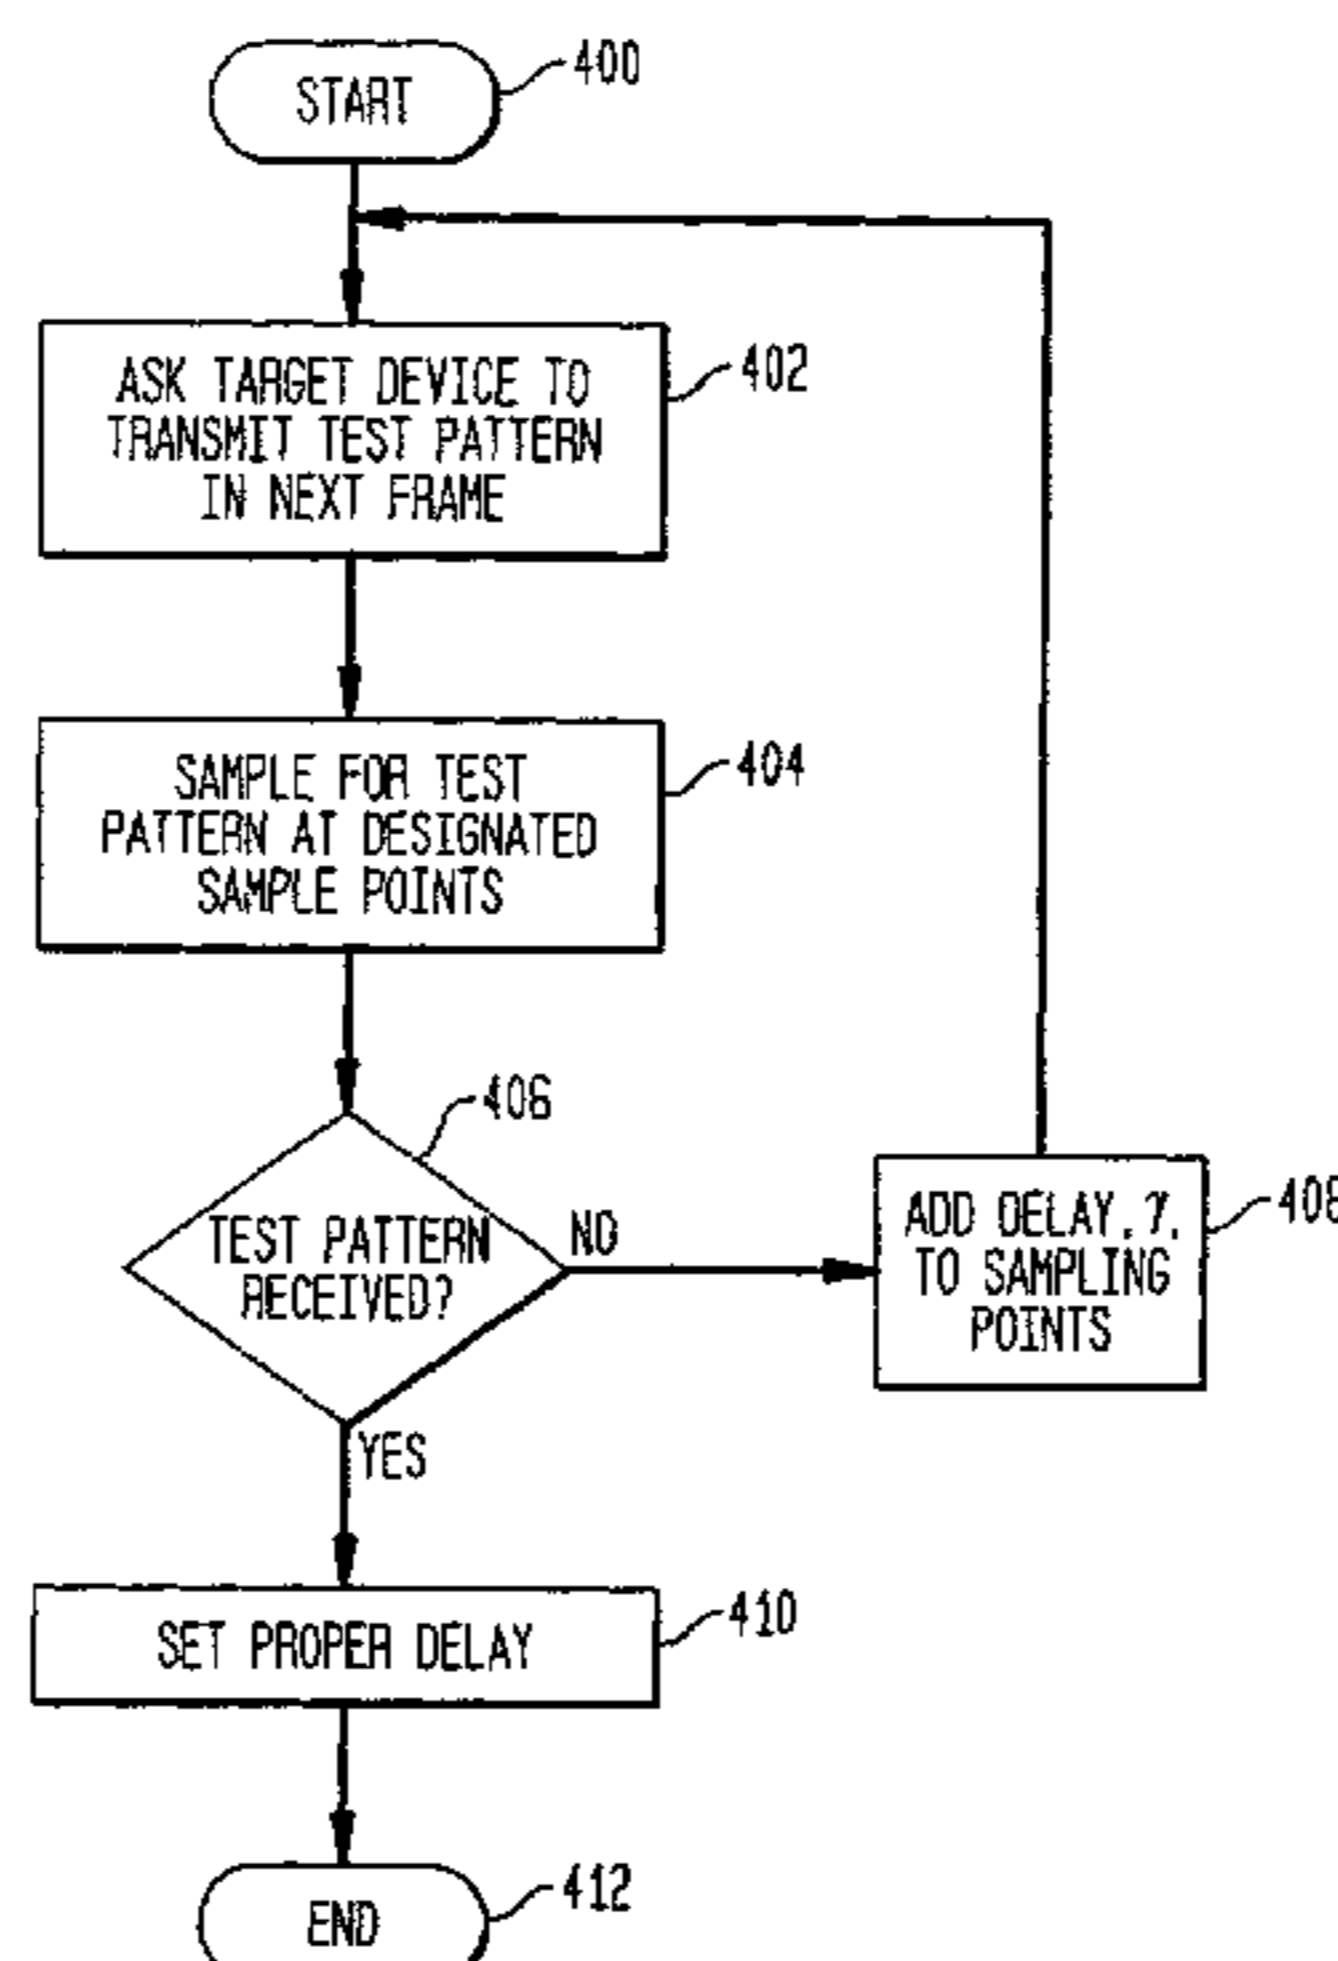 START
400
ASK TARGET DEVICE TO
TRANSMIT TEST PATTERN
IN NEXT FRAME
402
SAMPLE FOR TEST
PATTERN AT DESIGNATED
SAMPLE POINTS
404
406
TEST PATTERN
RECEIVED?
NO
ADD DELAY,
TO SAMPLING
POINTS
408
YES
SET PROPER DELAY
410
END
412